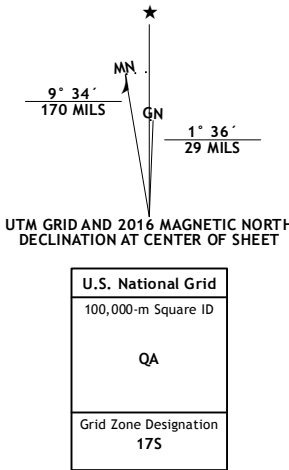 ★
MN
GN
9° 34´
170 MILS
1° 36´
29 MILS
UTM GRID AND 2016 MAGNETIC NORTH
DECLINATION AT CENTER OF SHEET
U.S. National Grid
100,000-m Square ID
QA
Grid Zone Designation
17S